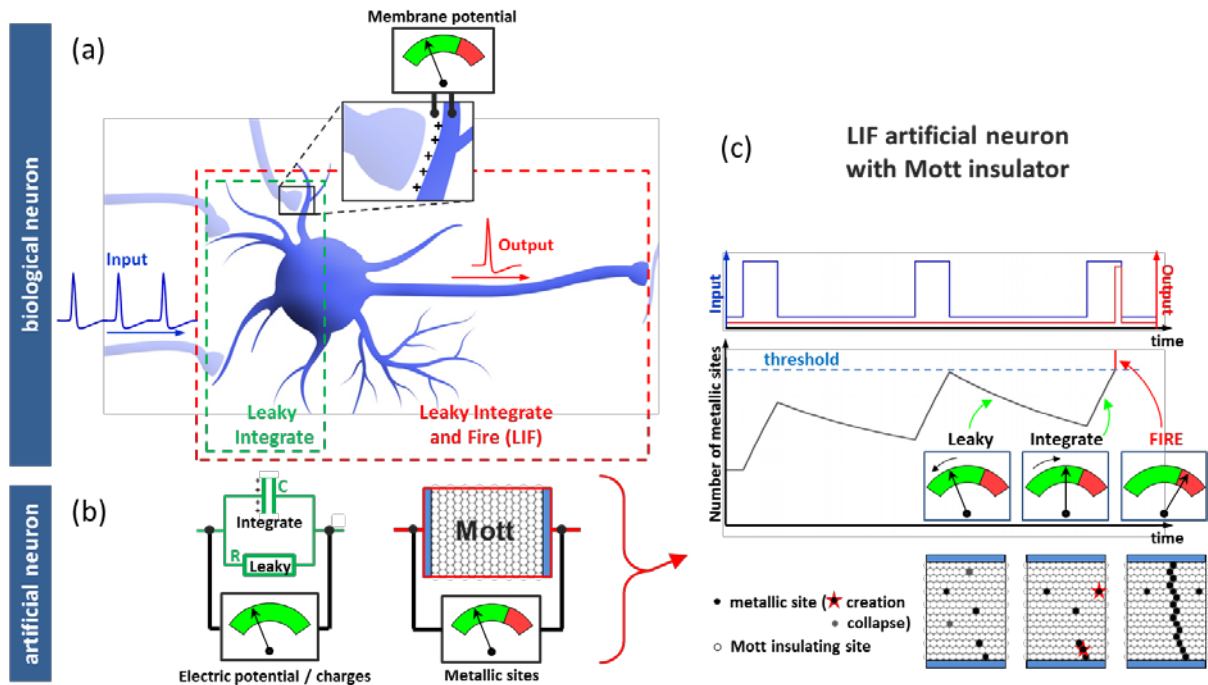 biological neuron
(a)
Membrane potential
+
+
+
+
+
Input
Output
Leaky
Integrate
Leaky Integrate
and Fire (LIF)
artificial neuron
(b)
C
Integrate
R
Leaky
Electric potential / charges
Mott
Metallic sites
(c)
LIF artificial neuron
with Mott insulator
Input
Output
time
Number of metallic sites
threshold
Leaky
Integrate
FIRE
time
metallic site (
creation
collapse)
Mott insulating site